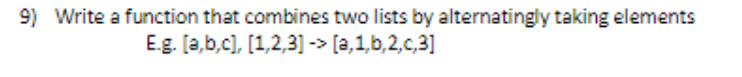 9) Write a function that combines two lists by alternatingly taking elements
E.g. [a,b,c], [1,2,3] -> [a,1,b,2,c,3]